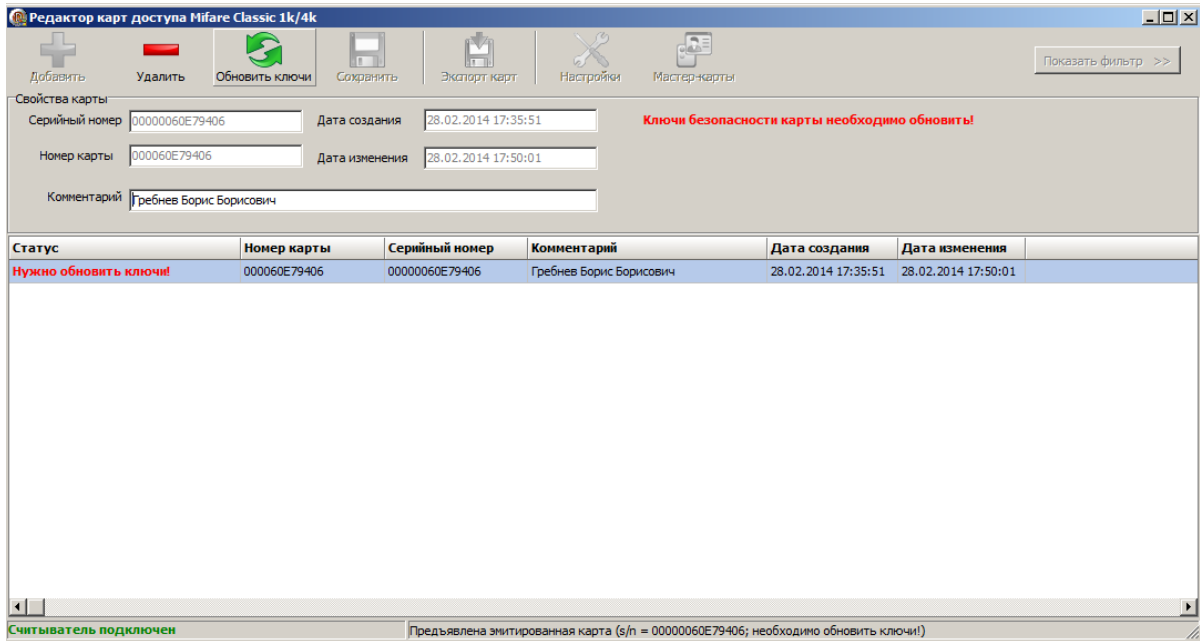 Редактор карт доступа Mifare Classic 1k/4k
Добавить Удалить Обновить ключи Сохранить Экспорт карт Настройки Мастер-карты Показать фильтр >>
Свойства карты
Серийный номер 00000060E79406 Дата создания 28.02.2014 17:35:51 Ключи безопасности карты необходимо обновить!
Номер карты 000060E79406 Дата изменения 28.02.2014 17:50:01
Комментарий Гребнев Борис Борисович
Статус Номер карты Серийный номер Комментарий Дата создания Дата изменения
Нужно обновить ключи! 000060E79406 00000060E79406 Гребнев Борис Борисович 28.02.2014 17:35:51 28.02.2014 17:50:01
Считыватель подключен Предъявлена эмитированная карта (s/n = 00000060E79406; необходимо обновить ключи!)